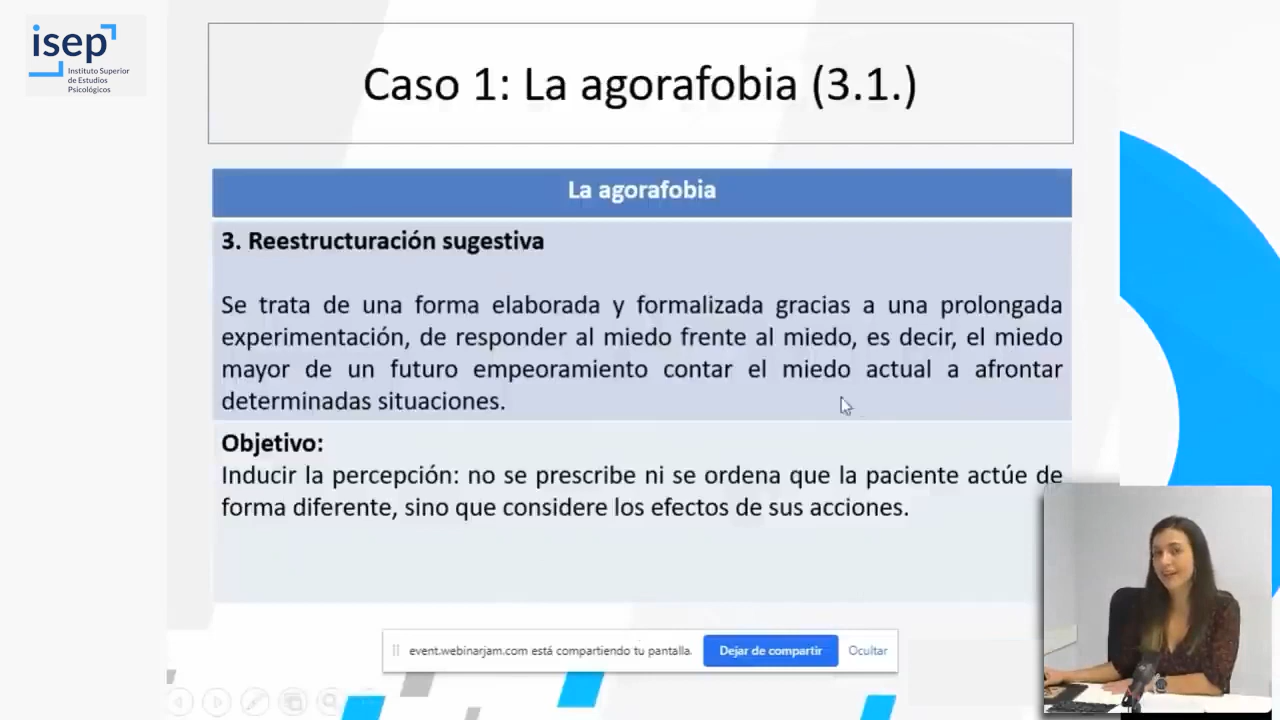 isep
Instituto Superior
de Estudios
Psicológicos
Caso 1: La agorafobia (3.1.)
La agorafobia
3. Reestructuración sugestiva
Se trata de una forma elaborada y formalizada gracias a una prolongada
experimentación, de responder al miedo frente al miedo, es decir, el miedo
mayor de un futuro empeoramiento contar el miedo actual a afrontar
determinadas situaciones.
Objetivo:
Inducir la percepción: no se prescribe ni se ordena que la paciente actúe de
forma diferente, sino que considere los efectos de sus acciones.
event.webinarjam.com está compartiendo tu pantalla.
Dejar de compartir
Ocultar